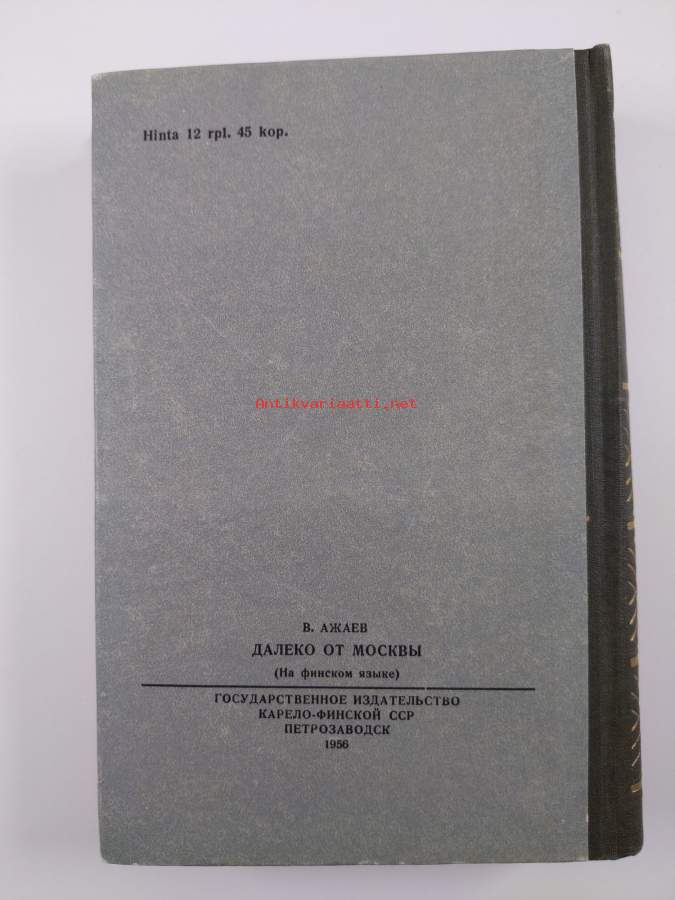 Hinta 12 rpl. 45 kop.
Antikvariaatti.net
В. АЖАЕВ
ДАЛЕКО ОТ МОСКВЫ
(На финском языке)
ГОСУДАРСТВЕННОЕ ИЗДАТЕЛЬСТВО
КАРЕЛО-ФИНСКОЙ ССР
ПЕТРОЗАВОДСК
1956